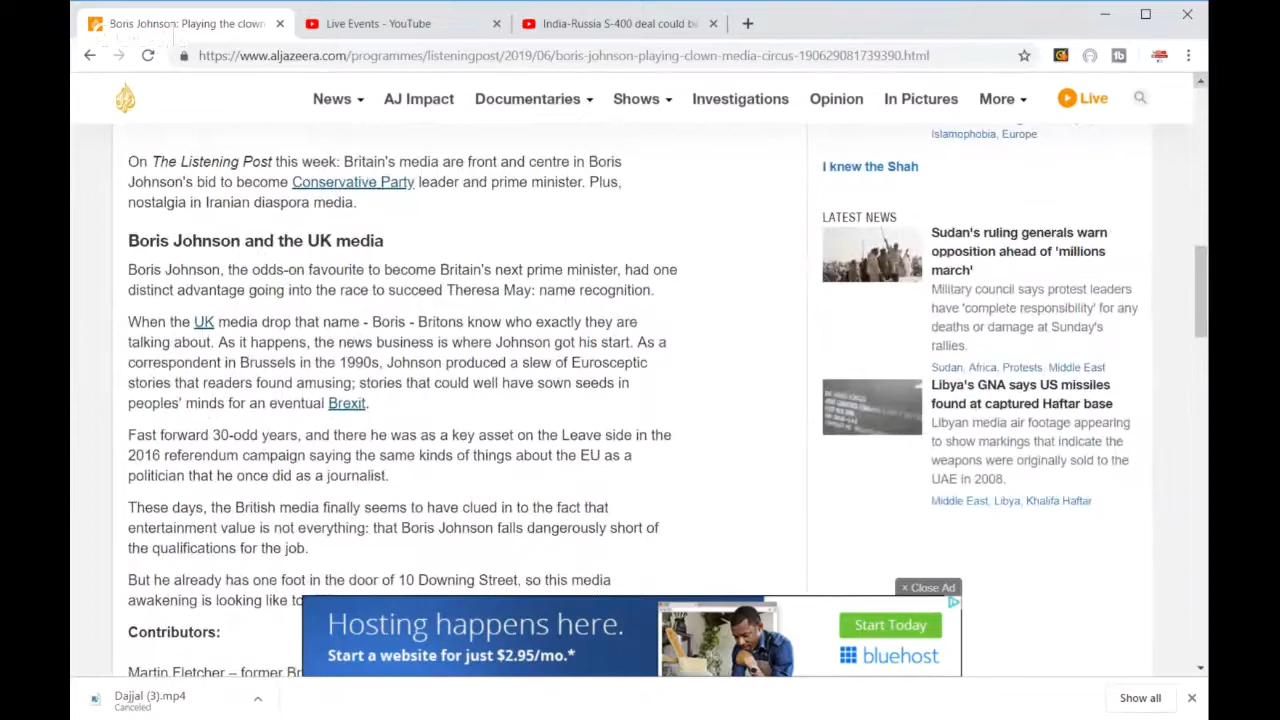 Boris Johnson: Playing the clown
Live Events - YouTube
India-Russia S-400 deal could be
https://www.aljazeera.com/programmes/listeningpost/2019/06/boris-johnson-playing-clown-media-circus-190629081739390.html
News
AJ Impact
Documentaries
Shows
Investigations
Opinion
In Pictures
More
Live
On The Listening Post this week: Britain's media are front and centre in Boris
Johnson's bid to become Conservative Party leader and prime minister. Plus,
nostalgia in Iranian diaspora media.
Boris Johnson and the UK media
Boris Johnson, the odds-on favourite to become Britain's next prime minister, had one
distinct advantage going into the race to succeed Theresa May: name recognition.
When the UK media drop that name - Boris - Britons know who exactly they are
talking about. As it happens, the news business is where Johnson got his start. As a
correspondent in Brussels in the 1990s, Johnson produced a slew of Eurosceptic
stories that readers found amusing; stories that could well have sown seeds in
peoples' minds for an eventual Brexit.
Fast forward 30-odd years, and there he was as a key asset on the Leave side in the
2016 referendum campaign saying the same kinds of things about the EU as a
politician that he once did as a journalist.
These days, the British media finally seems to have clued in to the fact that
entertainment value is not everything: that Boris Johnson falls dangerously short of
the qualifications for the job.
But he already has one foot in the door of 10 Downing Street, so this media
awakening is looking like to
Contributors:
Martin Fletcher – former Br
Islamophobia, Europe
I knew the Shah
LATEST NEWS
Sudan's ruling generals warn
opposition ahead of 'millions
march'
Military council says protest leaders
have 'complete responsibility' for any
deaths or damage at Sunday's
rallies.
Sudan, Africa, Protests, Middle East
Libya's GNA says US missiles
found at captured Haftar base
Libyan media air footage appearing
to show markings that indicate the
weapons were originally sold to the
UAE in 2008.
Middle East, Libya, Khalifa Haftar
× Close Ad
Hosting happens here.
Start a website for just $2.95/mo.*
Start Today
bluehost
Dajjal (3).mp4
Canceled
Show all